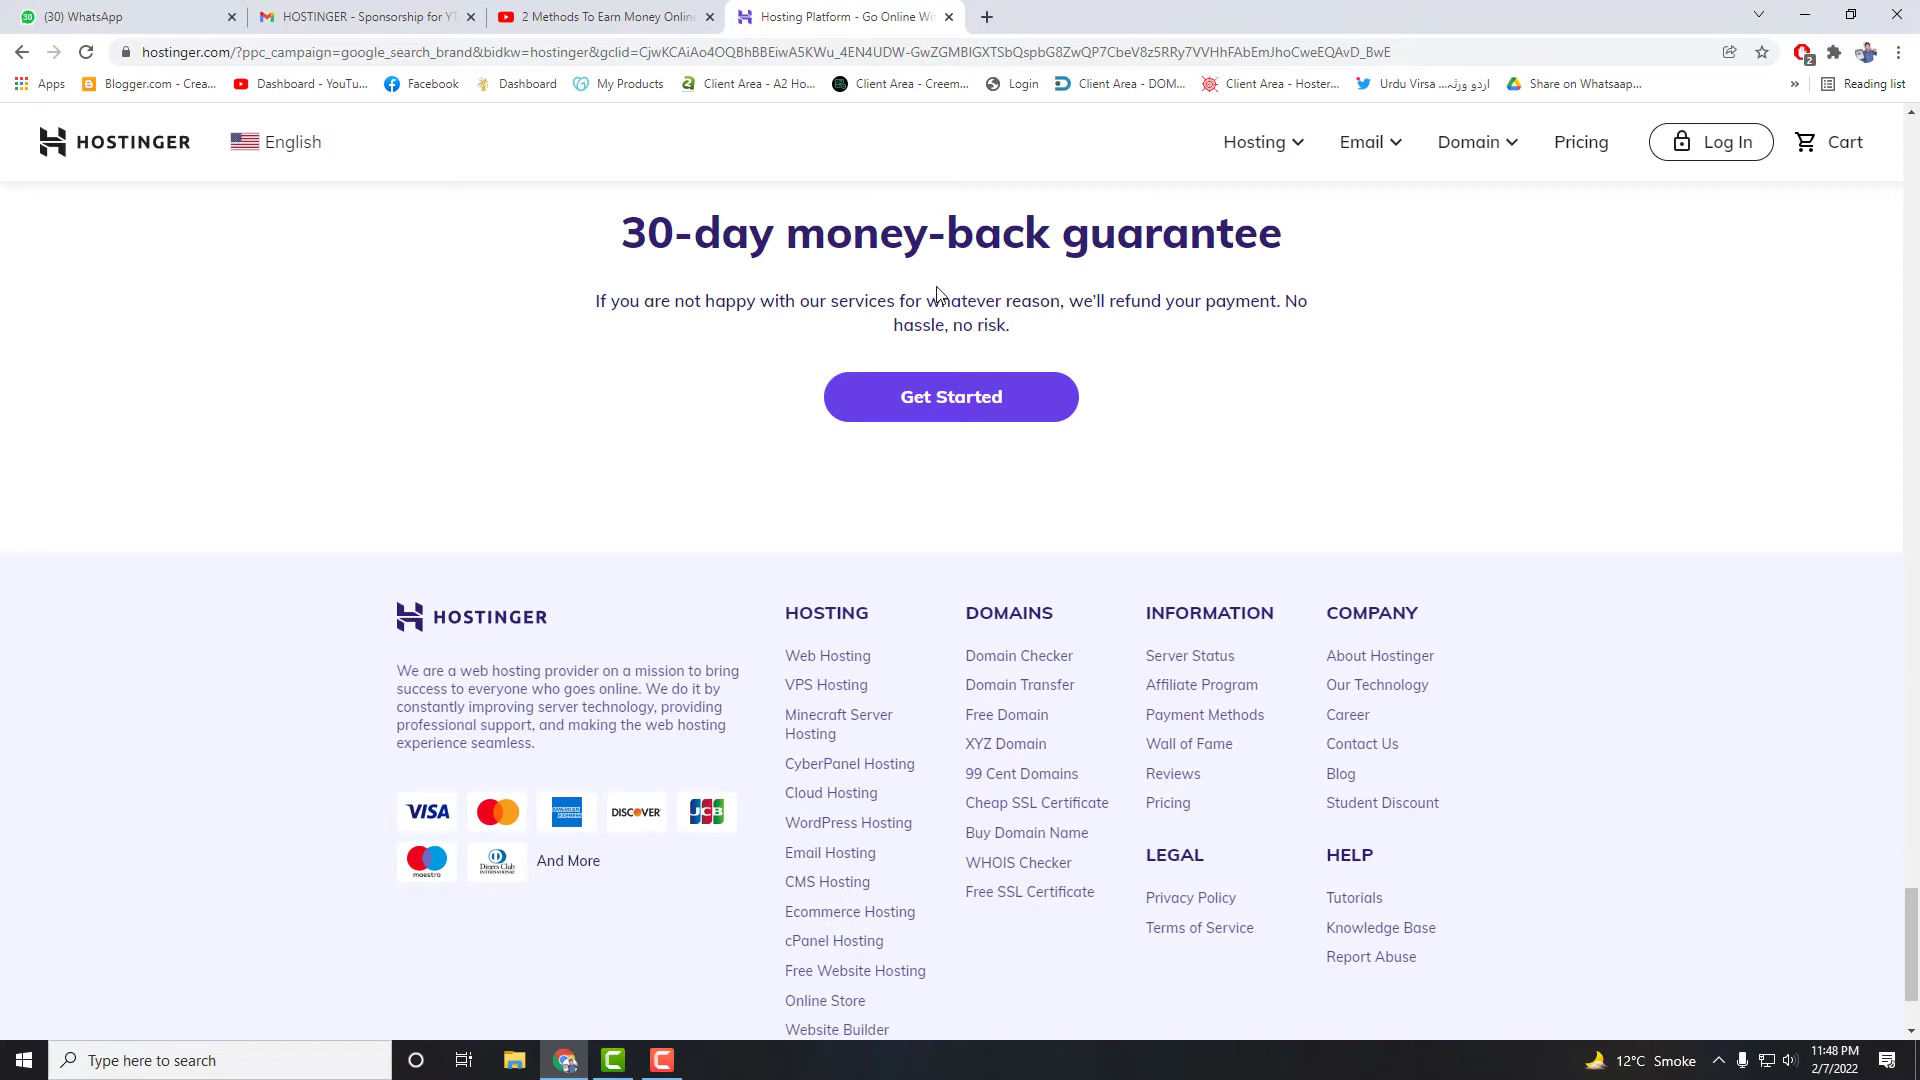 (30) WhatsApp
HOSTINGER - Sponsorship for YT
2 Methods To Earn Money Onlin
Hosting Platform - Go Online Wi
hostinger.com/?ppc_campaign=google_search_brand&bidkw=hostinger&gclid=CjwKCAiAo4OQBhBBEiwA5KWu_4EN4UDW-GwZGMBlGXTSbQspbG8ZwQP7CbeV8z5RRy7VVHhFAbEmJhoCweEQAvD_BwE
2
Apps
Blogger.com - Crea...
Dashboard - YouTu...
Facebook
Dashboard
My Products
Client Area - A2 Ho...
Client Area - Creem...
Login
Client Area - DOM...
Client Area - Hoster...
Urdu Virsa ...اردو ورثہ
Share on Whatsaap...
»
Reading list
HOSTINGER
English
Hosting
Email
Domain
Pricing
Log In
Cart
30-day money-back guarantee
If you are not happy with our services for whatever reason, we’ll refund your payment. No
hassle, no risk.
Get Started
HOSTINGER
We are a web hosting provider on a mission to bring
success to everyone who goes online. We do it by
constantly improving server technology, providing
professional support, and making the web hosting
experience seamless.
VISA
AMERICAN EXPRESS
DISCOVER
JCB
maestro
Diners Club INTERNATIONAL
And More
HOSTING
Web Hosting
VPS Hosting
Minecraft Server
Hosting
CyberPanel Hosting
Cloud Hosting
WordPress Hosting
Email Hosting
CMS Hosting
Ecommerce Hosting
cPanel Hosting
Free Website Hosting
Online Store
Website Builder
DOMAINS
Domain Checker
Domain Transfer
Free Domain
XYZ Domain
99 Cent Domains
Cheap SSL Certificate
Buy Domain Name
WHOIS Checker
Free SSL Certificate
INFORMATION
Server Status
Affiliate Program
Payment Methods
Wall of Fame
Reviews
Pricing
LEGAL
Privacy Policy
Terms of Service
COMPANY
About Hostinger
Our Technology
Career
Contact Us
Blog
Student Discount
HELP
Tutorials
Knowledge Base
Report Abuse
Type here to search
12°C Smoke
11:48 PM
2/7/2022